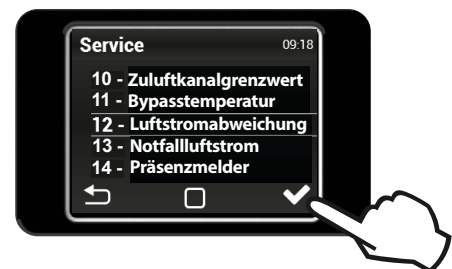 Service 09:18
10 - Zuluftkanalgrenzwert
11 - Bypasstemperatur
12 - Luftstromabweichung
13 - Notfallluftstrom
14 - Präsenzmelder